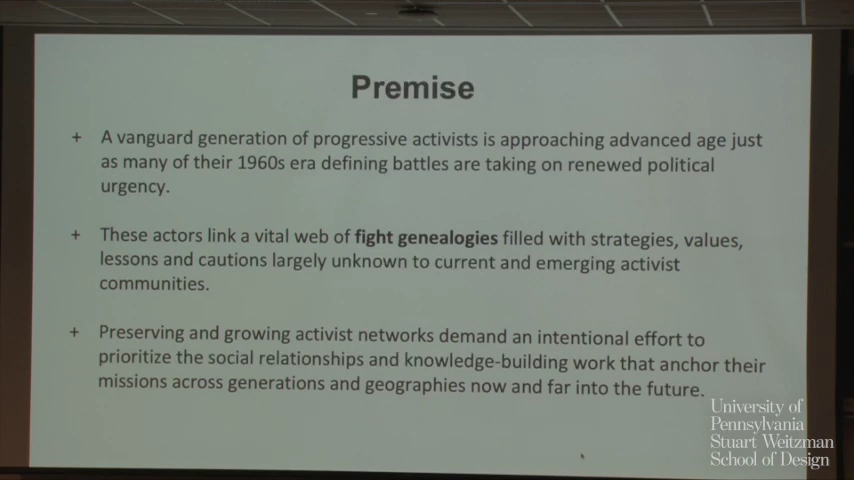 Premise
+ A vanguard generation of progressive activists is approaching advanced age just
as many of their 1960s era defining battles are taking on renewed political
urgency.
+ These actors link a vital web of fight genealogies filled with strategies, values,
lessons and cautions largely unknown to current and emerging activist
communities.
+ Preserving and growing activist networks demand an intentional effort to
prioritize the social relationships and knowledge-building work that anchor their
missions across generations and geographies now and far into the future.
University of
Pennsylvania
Stuart Weitzman
School of Design